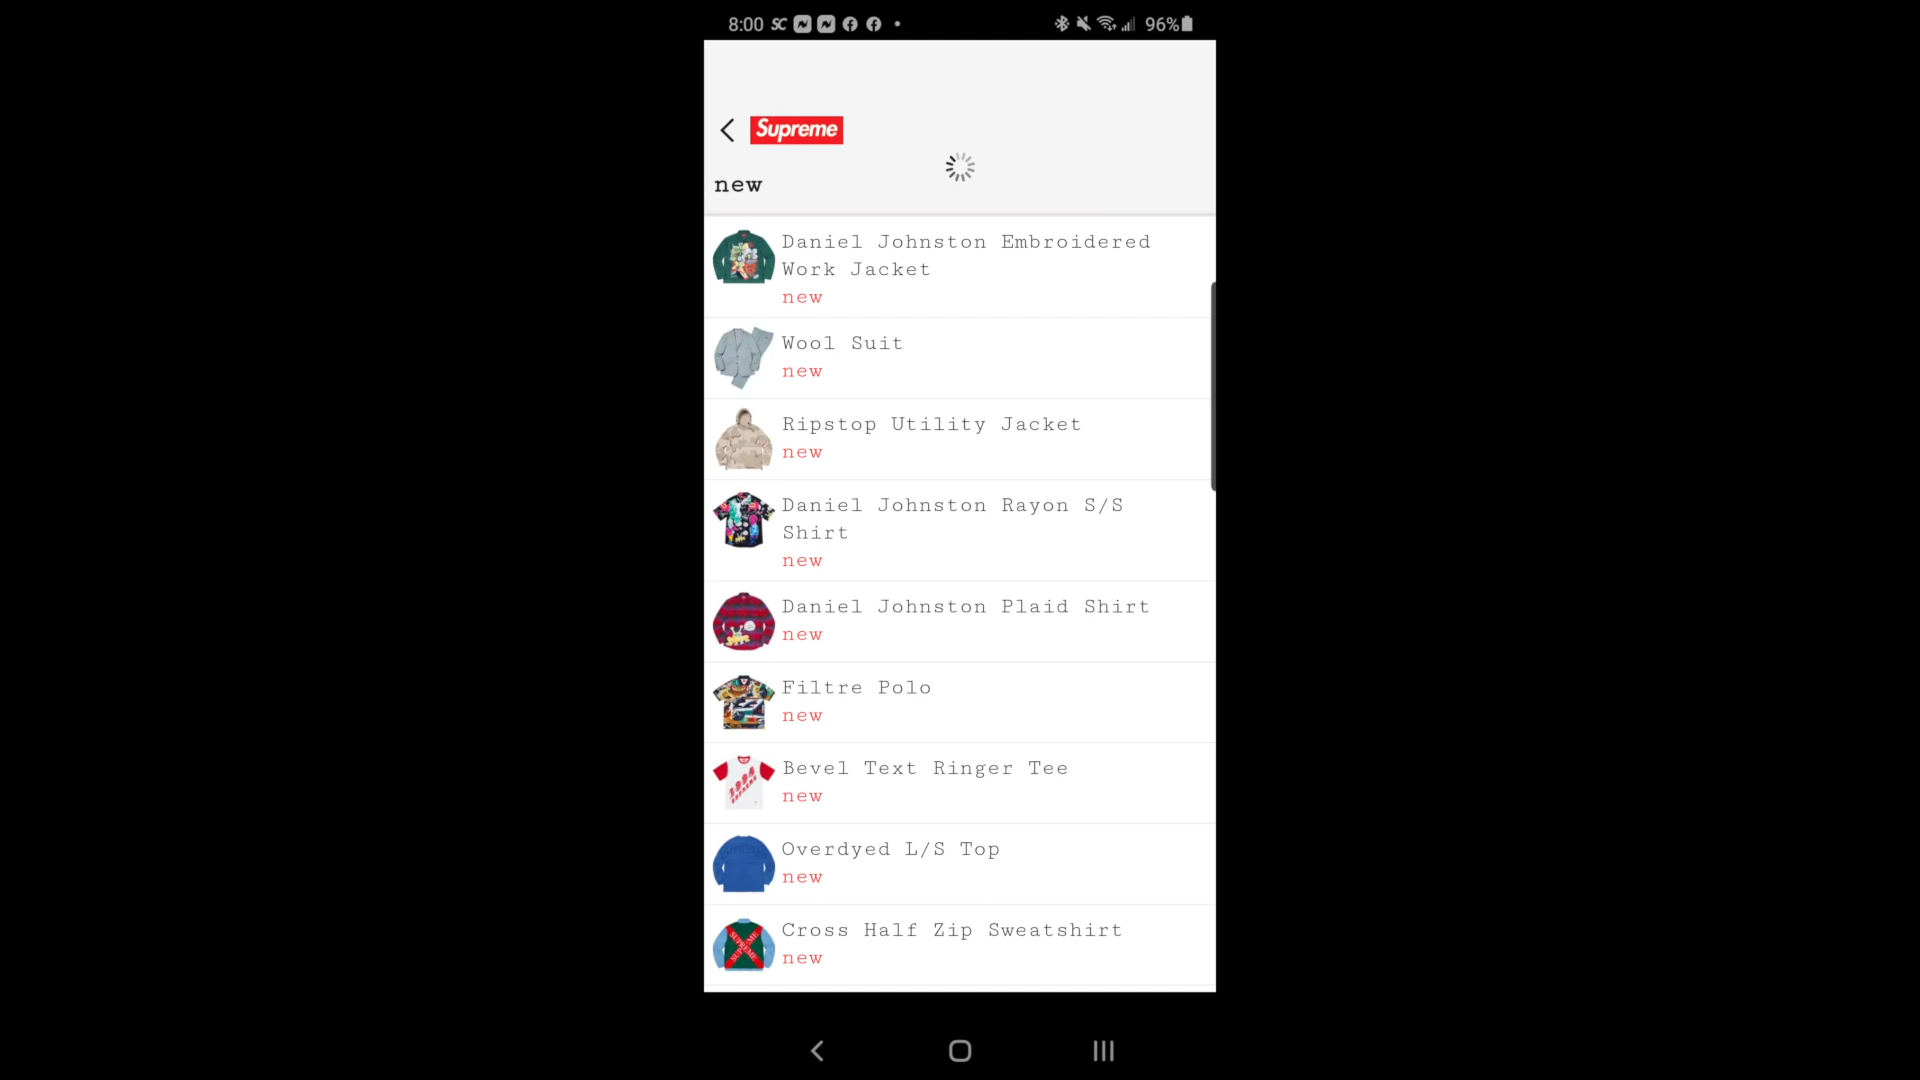 8:00 SC 96%
Supreme
new
Daniel Johnston Embroidered
Work Jacket
new
Wool Suit
new
Ripstop Utility Jacket
new
Daniel Johnston Rayon S/S
Shirt
new
Daniel Johnston Plaid Shirt
new
Filtre Polo
new
Bevel Text Ringer Tee
new
Overdyed L/S Top
new
Cross Half Zip Sweatshirt
new